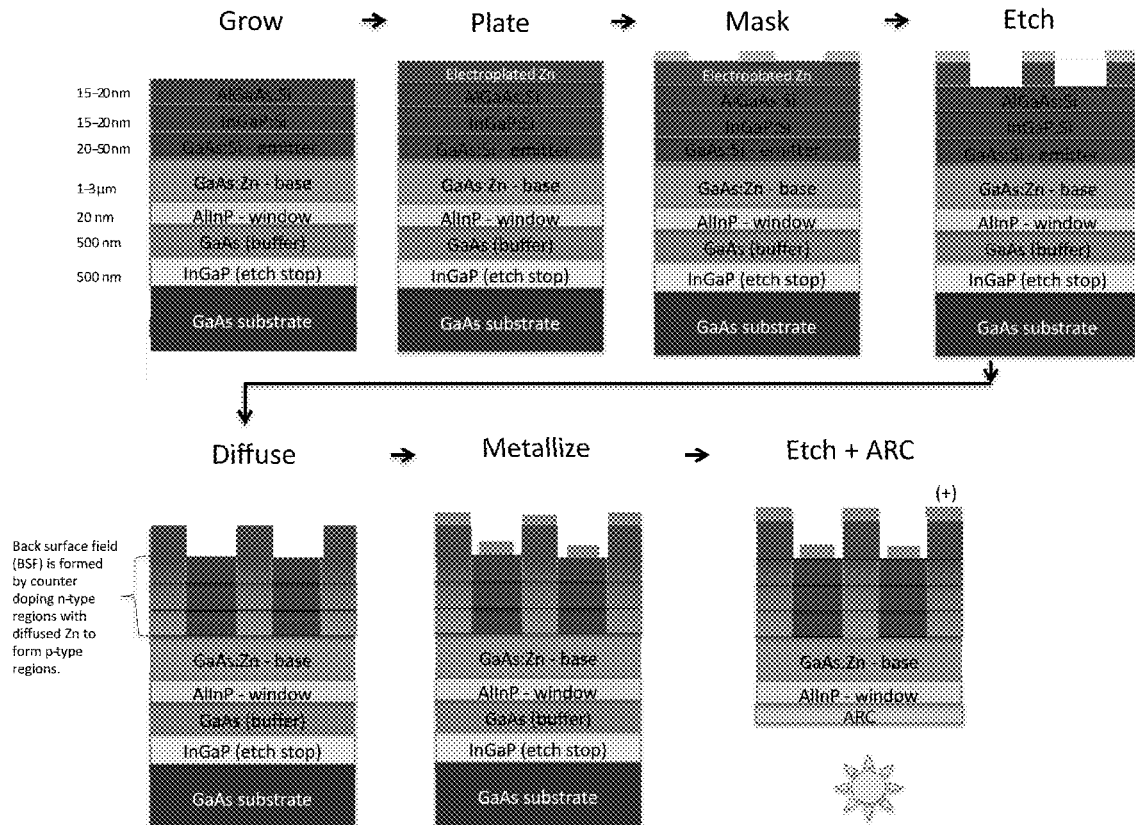 Grow
Plate
Mask
Etch
15-20nm
15-20nm
20-50nm
1-3µm
20 nm
500 nm
500 nm
AlGaAs:Si
InGaP:Si
GaAs:Si - emitter
GaAs:Zn - base
AlInP - window
GaAs (buffer)
InGaP (etch stop)
GaAs substrate
Electroplated Zn
AlGaAs:Si
InGaP:Si
GaAs:Si - emitter
GaAs:Zn - base
AlInP - window
GaAs (buffer)
InGaP (etch stop)
GaAs substrate
Electroplated Zn
AlGaAs:Si
InGaP:Si
GaAs:Si - emitter
GaAs:Zn - base
AlInP - window
GaAs (buffer)
InGaP (etch stop)
GaAs substrate
AlGaAs:Si
InGaP:Si
GaAs:Si - emitter
GaAs:Zn - base
AlInP - window
GaAs (buffer)
InGaP (etch stop)
GaAs substrate
Diffuse
Metallize
Etch + ARC
Back surface field
(BSF) is formed
by counter
doping n-type
regions with
diffused Zn to
form p-type
regions.
GaAs:Zn - base
AlInP - window
GaAs (buffer)
InGaP (etch stop)
GaAs substrate
GaAs:Zn - base
AlInP - window
GaAs (buffer)
InGaP (etch stop)
GaAs substrate
(+)
GaAs:Zn - base
AlInP - window
ARC